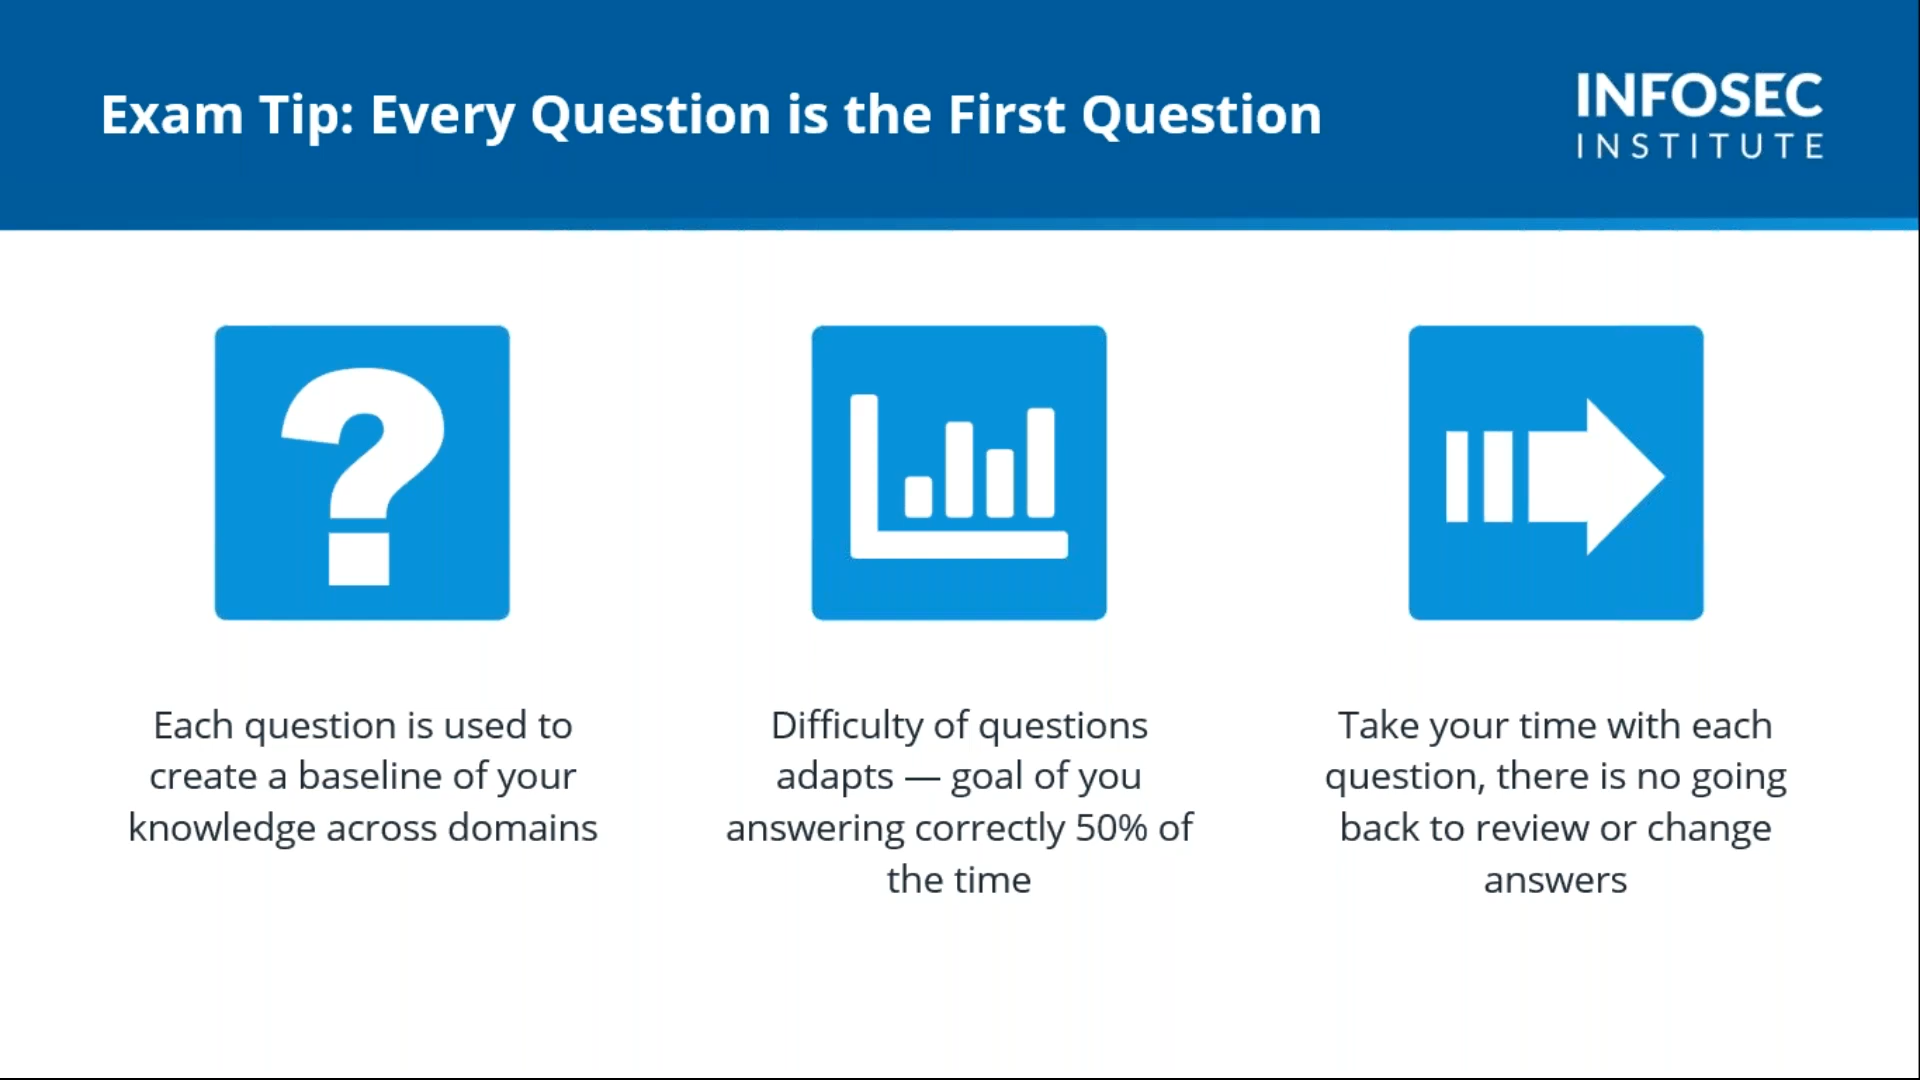 Exam Tip: Every Question is the First Question
INFOSEC
INSTITUTE
Each question is used to
create a baseline of your
knowledge across domains
Difficulty of questions
adapts — goal of you
answering correctly 50% of
the time
Take your time with each
question, there is no going
back to review or change
answers